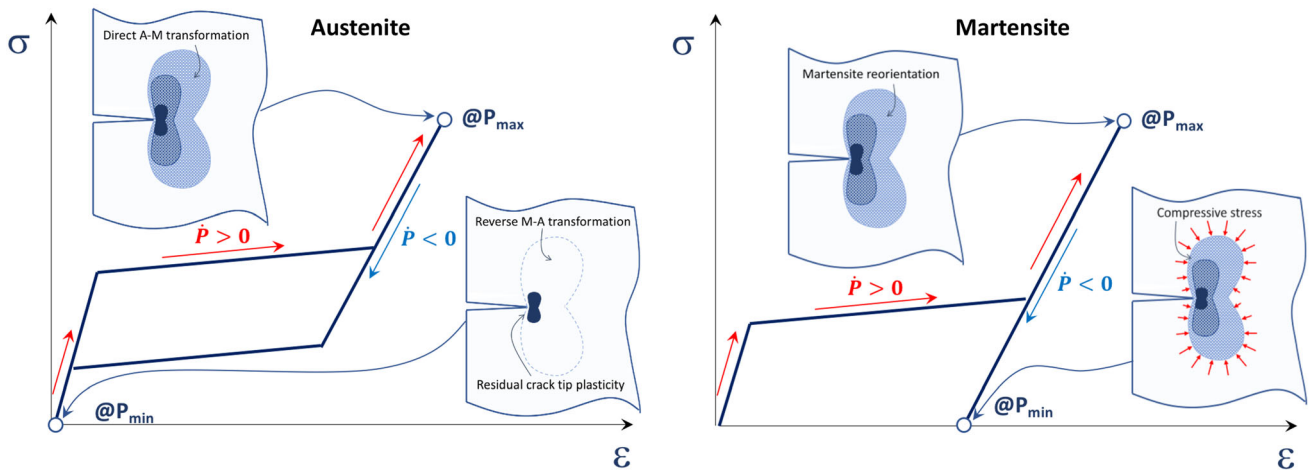 Austenite
σ
Direct A-M transformation
@Pmax
Ṗ > 0
Ṗ < 0
Reverse M-A transformation
Residual crack tip plasticity
@Pmin
ε
Martensite
σ
Martensite reorientation
@Pmax
Compressive stress
Ṗ > 0
Ṗ < 0
@Pmin
ε